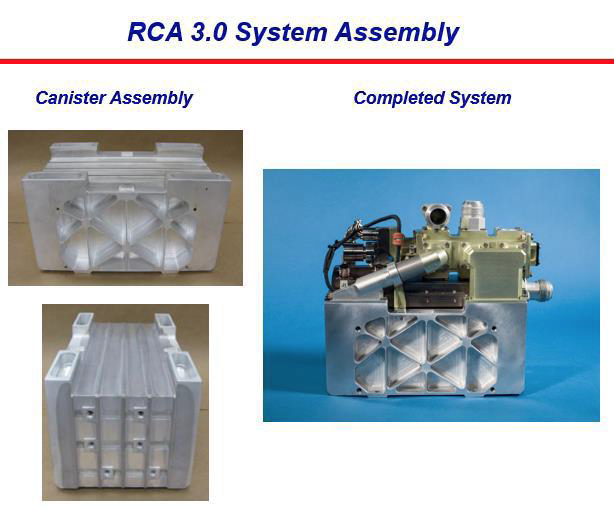 RCA 3.0 System Assembly
Canister Assembly
Completed System